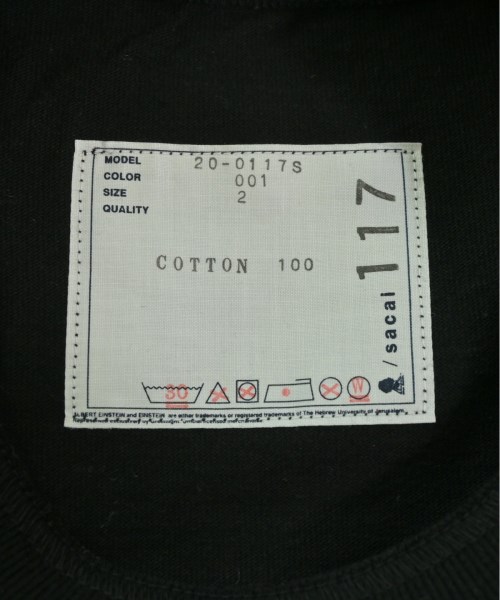 MODEL 20-0117S
COLOR 001
SIZE 2
QUALITY
COTTON 100
/sacai 117
30
W
ALBERT EINSTEIN and EINSTEIN are either trademarks or registered trademarks of The Hebrew University of Jerusalem.